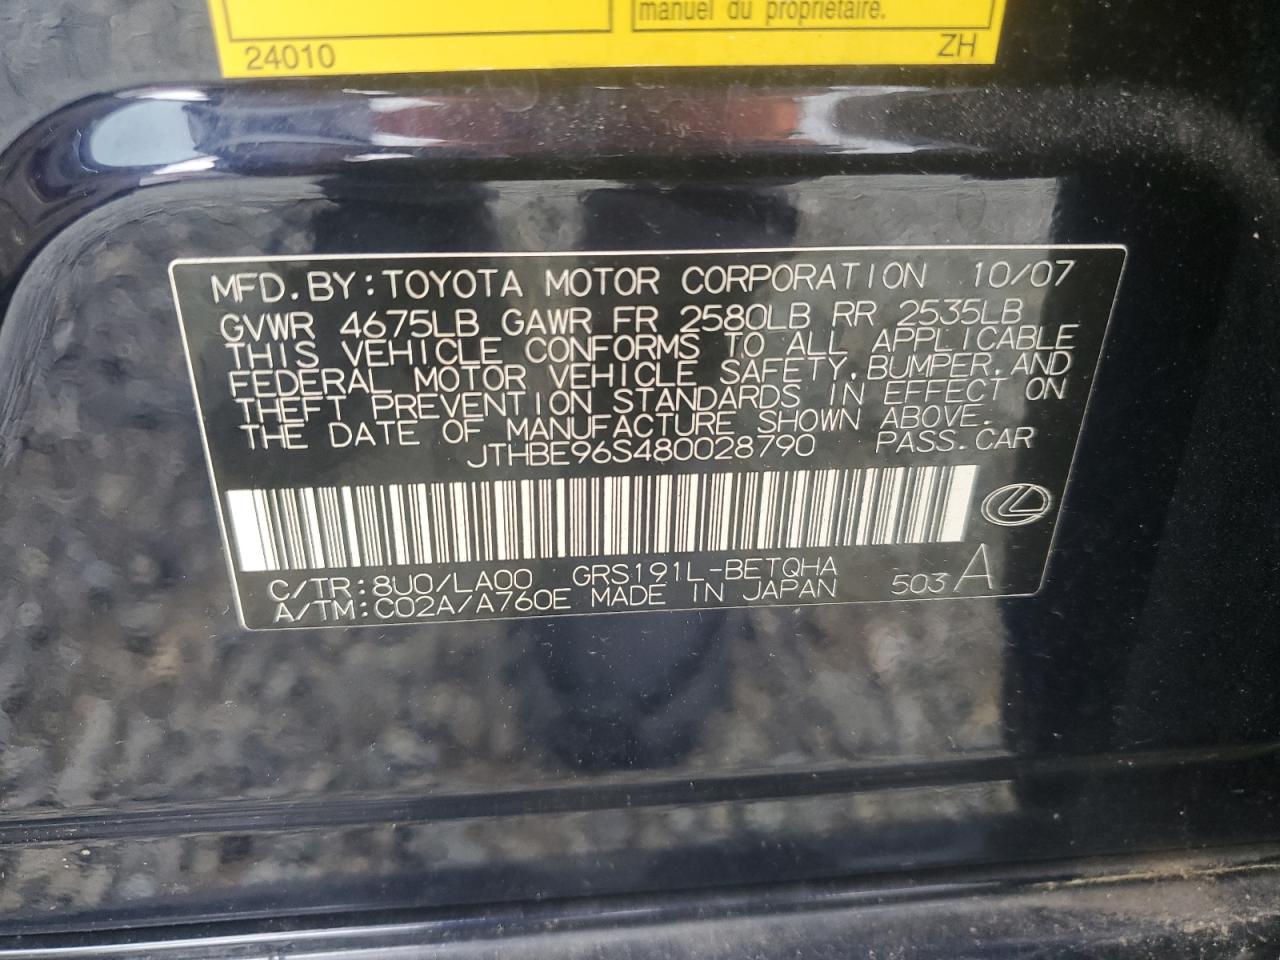 manuel du propriétaire.
24010
ZH
MFD.BY:TOYOTA MOTOR CORPORATION 10/07
GVWR 4675LB GAWR FR 2580LB RR 2535LB
THIS VEHICLE CONFORMS TO ALL APPLICABLE
FEDERAL MOTOR VEHICLE SAFETY,BUMPER,AND
THEFT PREVENTION STANDARDS IN EFFECT ON
THE DATE OF MANUFACTURE SHOWN ABOVE.
JTHBE96S480028790 PASS.CAR
C/TR:8U0/LA00 GRS191L-BETQHA
A/TM:C02A/A760E MADE IN JAPAN 503 A